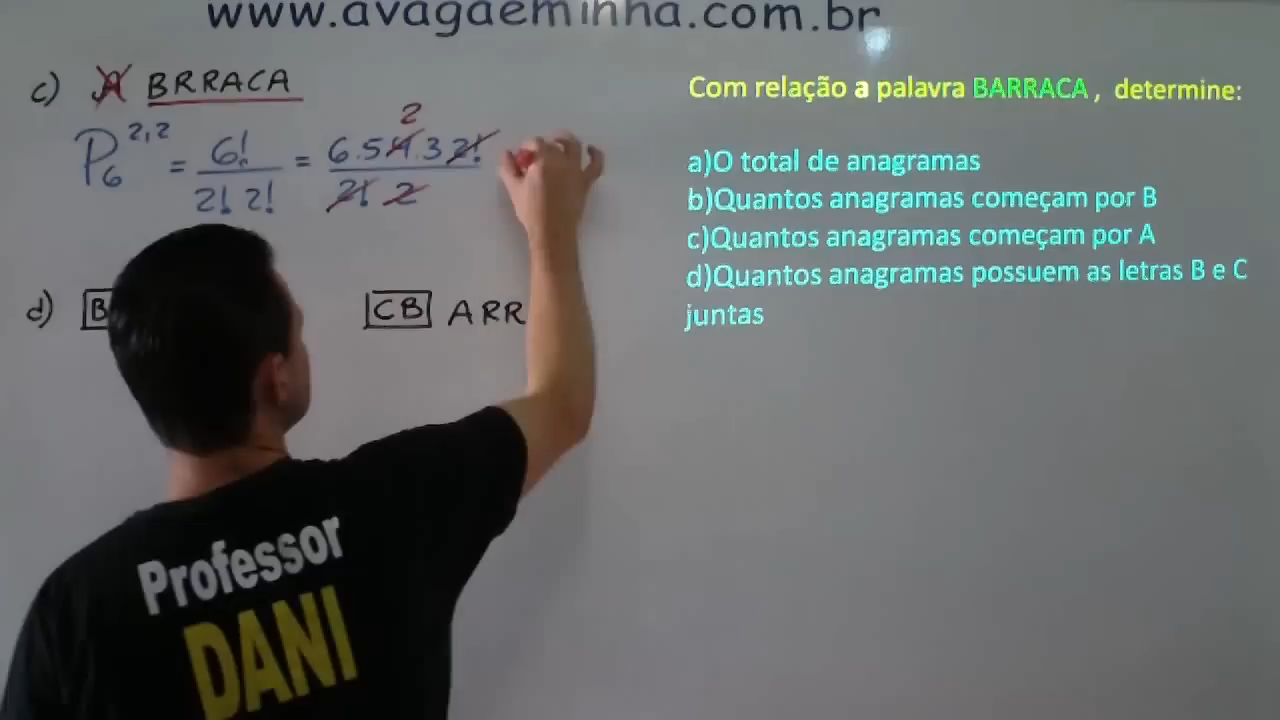 www.avagaeminha.com.br
c) A BRRACA
P6 2,2 = 6! / 2! 2! = 6.5 4.3 2! / 2! 2
2
d) B
CB ARR
Com relação a palavra BARRACA , determine:
a)O total de anagramas
b)Quantos anagramas começam por B
c)Quantos anagramas começam por A
d)Quantos anagramas possuem as letras B e C
juntas
Professor
DANI